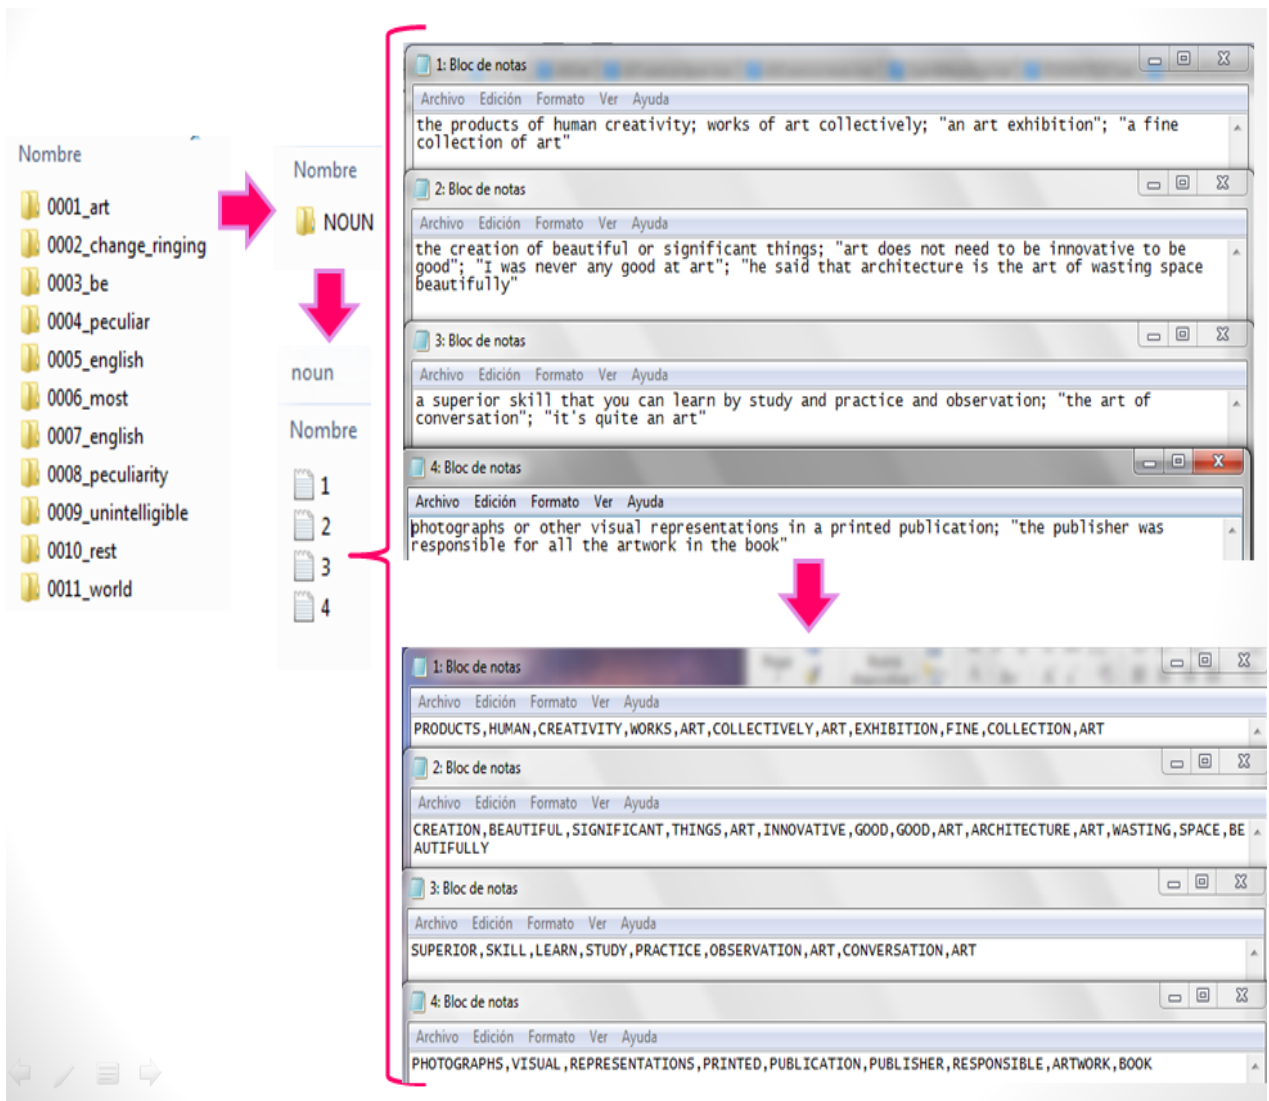 Nombre
0001_art
0002_change_ringing
0003_be
0004_peculiar
0005_english
0006_most
0007_english
0008_peculiarity
0009_unintelligible
0010_rest
0011_world
Nombre
NOUN
noun
Nombre
1
2
3
4
1: Bloc de notas
Archivo Edición Formato Ver Ayuda
the products of human creativity; works of art collectively; "an art exhibition"; "a fine
collection of art"
2: Bloc de notas
Archivo Edición Formato Ver Ayuda
the creation of beautiful or significant things; "art does not need to be innovative to be
good"; "I was never any good at art"; "he said that architecture is the art of wasting space
beautifully"
3: Bloc de notas
Archivo Edición Formato Ver Ayuda
a superior skill that you can learn by study and practice and observation; "the art of
conversation"; "it's quite an art"
4: Bloc de notas
Archivo Edición Formato Ver Ayuda
photographs or other visual representations in a printed publication; "the publisher was
responsible for all the artwork in the book"
1: Bloc de notas
Archivo Edición Formato Ver Ayuda
PRODUCTS,HUMAN,CREATIVITY,WORKS,ART,COLLECTIVELY,ART,EXHIBITION,FINE,COLLECTION,ART
2: Bloc de notas
Archivo Edición Formato Ver Ayuda
CREATION,BEAUTIFUL,SIGNIFICANT,THINGS,ART,INNOVATIVE,GOOD,GOOD,ART,ARCHITECTURE,ART,WASTING,SPACE,BE
AUTIFULLY
3: Bloc de notas
Archivo Edición Formato Ver Ayuda
SUPERIOR,SKILL,LEARN,STUDY,PRACTICE,OBSERVATION,ART,CONVERSATION,ART
4: Bloc de notas
Archivo Edición Formato Ver Ayuda
PHOTOGRAPHS,VISUAL,REPRESENTATIONS,PRINTED,PUBLICATION,PUBLISHER,RESPONSIBLE,ARTWORK,BOOK